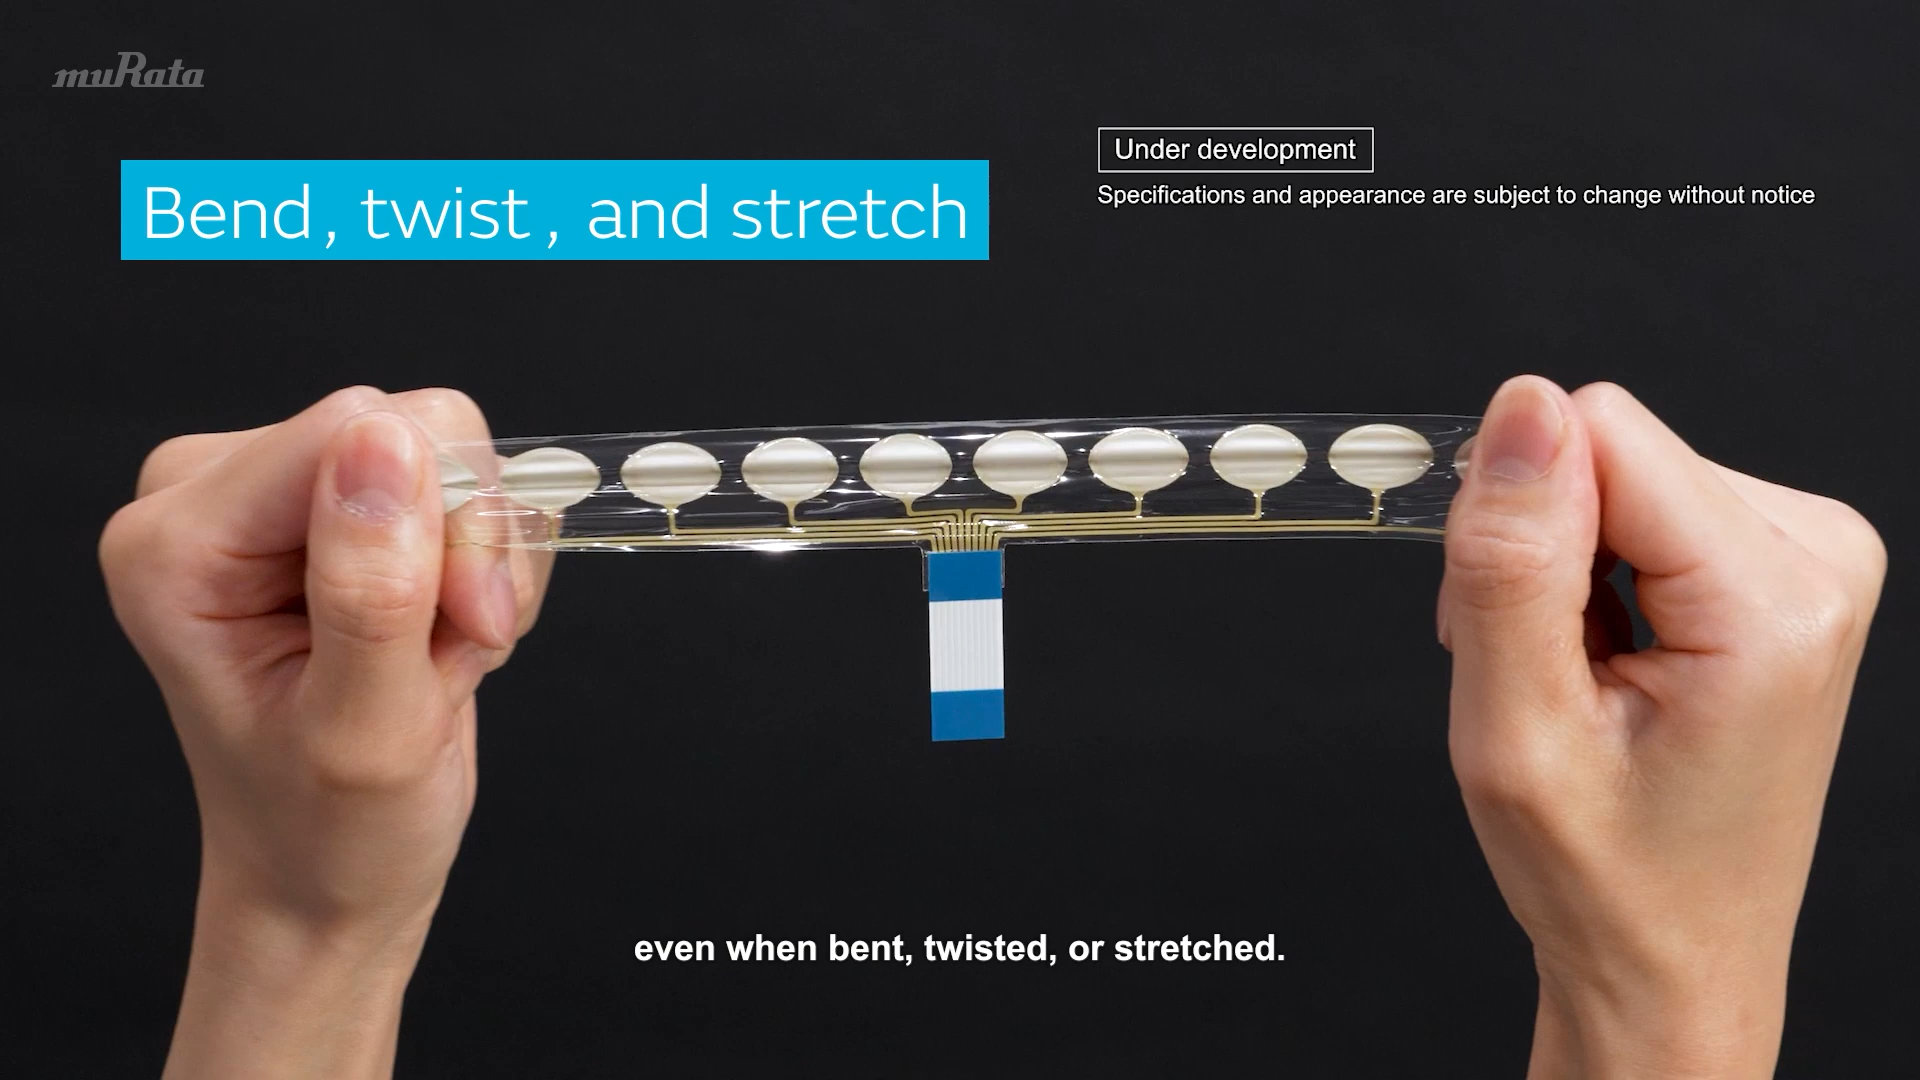 muRata
Bend, twist, and stretch
Under development
Specifications and appearance are subject to change without notice
even when bent, twisted, or stretched.